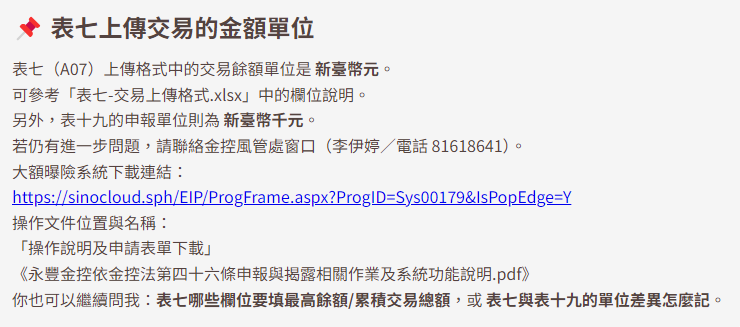 📌 表七上傳交易的金額單位
表七（A07）上傳格式中的交易餘額單位是 新臺幣元。
可參考「表七-交易上傳格式.xlsx」中的欄位說明。
另外，表十九的申報單位則為 新臺幣千元。
若仍有進一步問題，請聯絡金控風管處窗口（李伊婷／電話 81618641）。
大額曝險系統下載連結：
https://sinocloud.sph/EIP/ProgFrame.aspx?ProgID=Sys00179&IsPopEdge=Y
操作文件位置與名稱：
「操作說明及申請表單下載」
《永豐金控依金控法第四十六條申報與揭露相關作業及系統功能說明.pdf》
你也可以繼續問我：表七哪些欄位要填最高餘額/累積交易總額，或 表七與表十九的單位差異怎麼記。